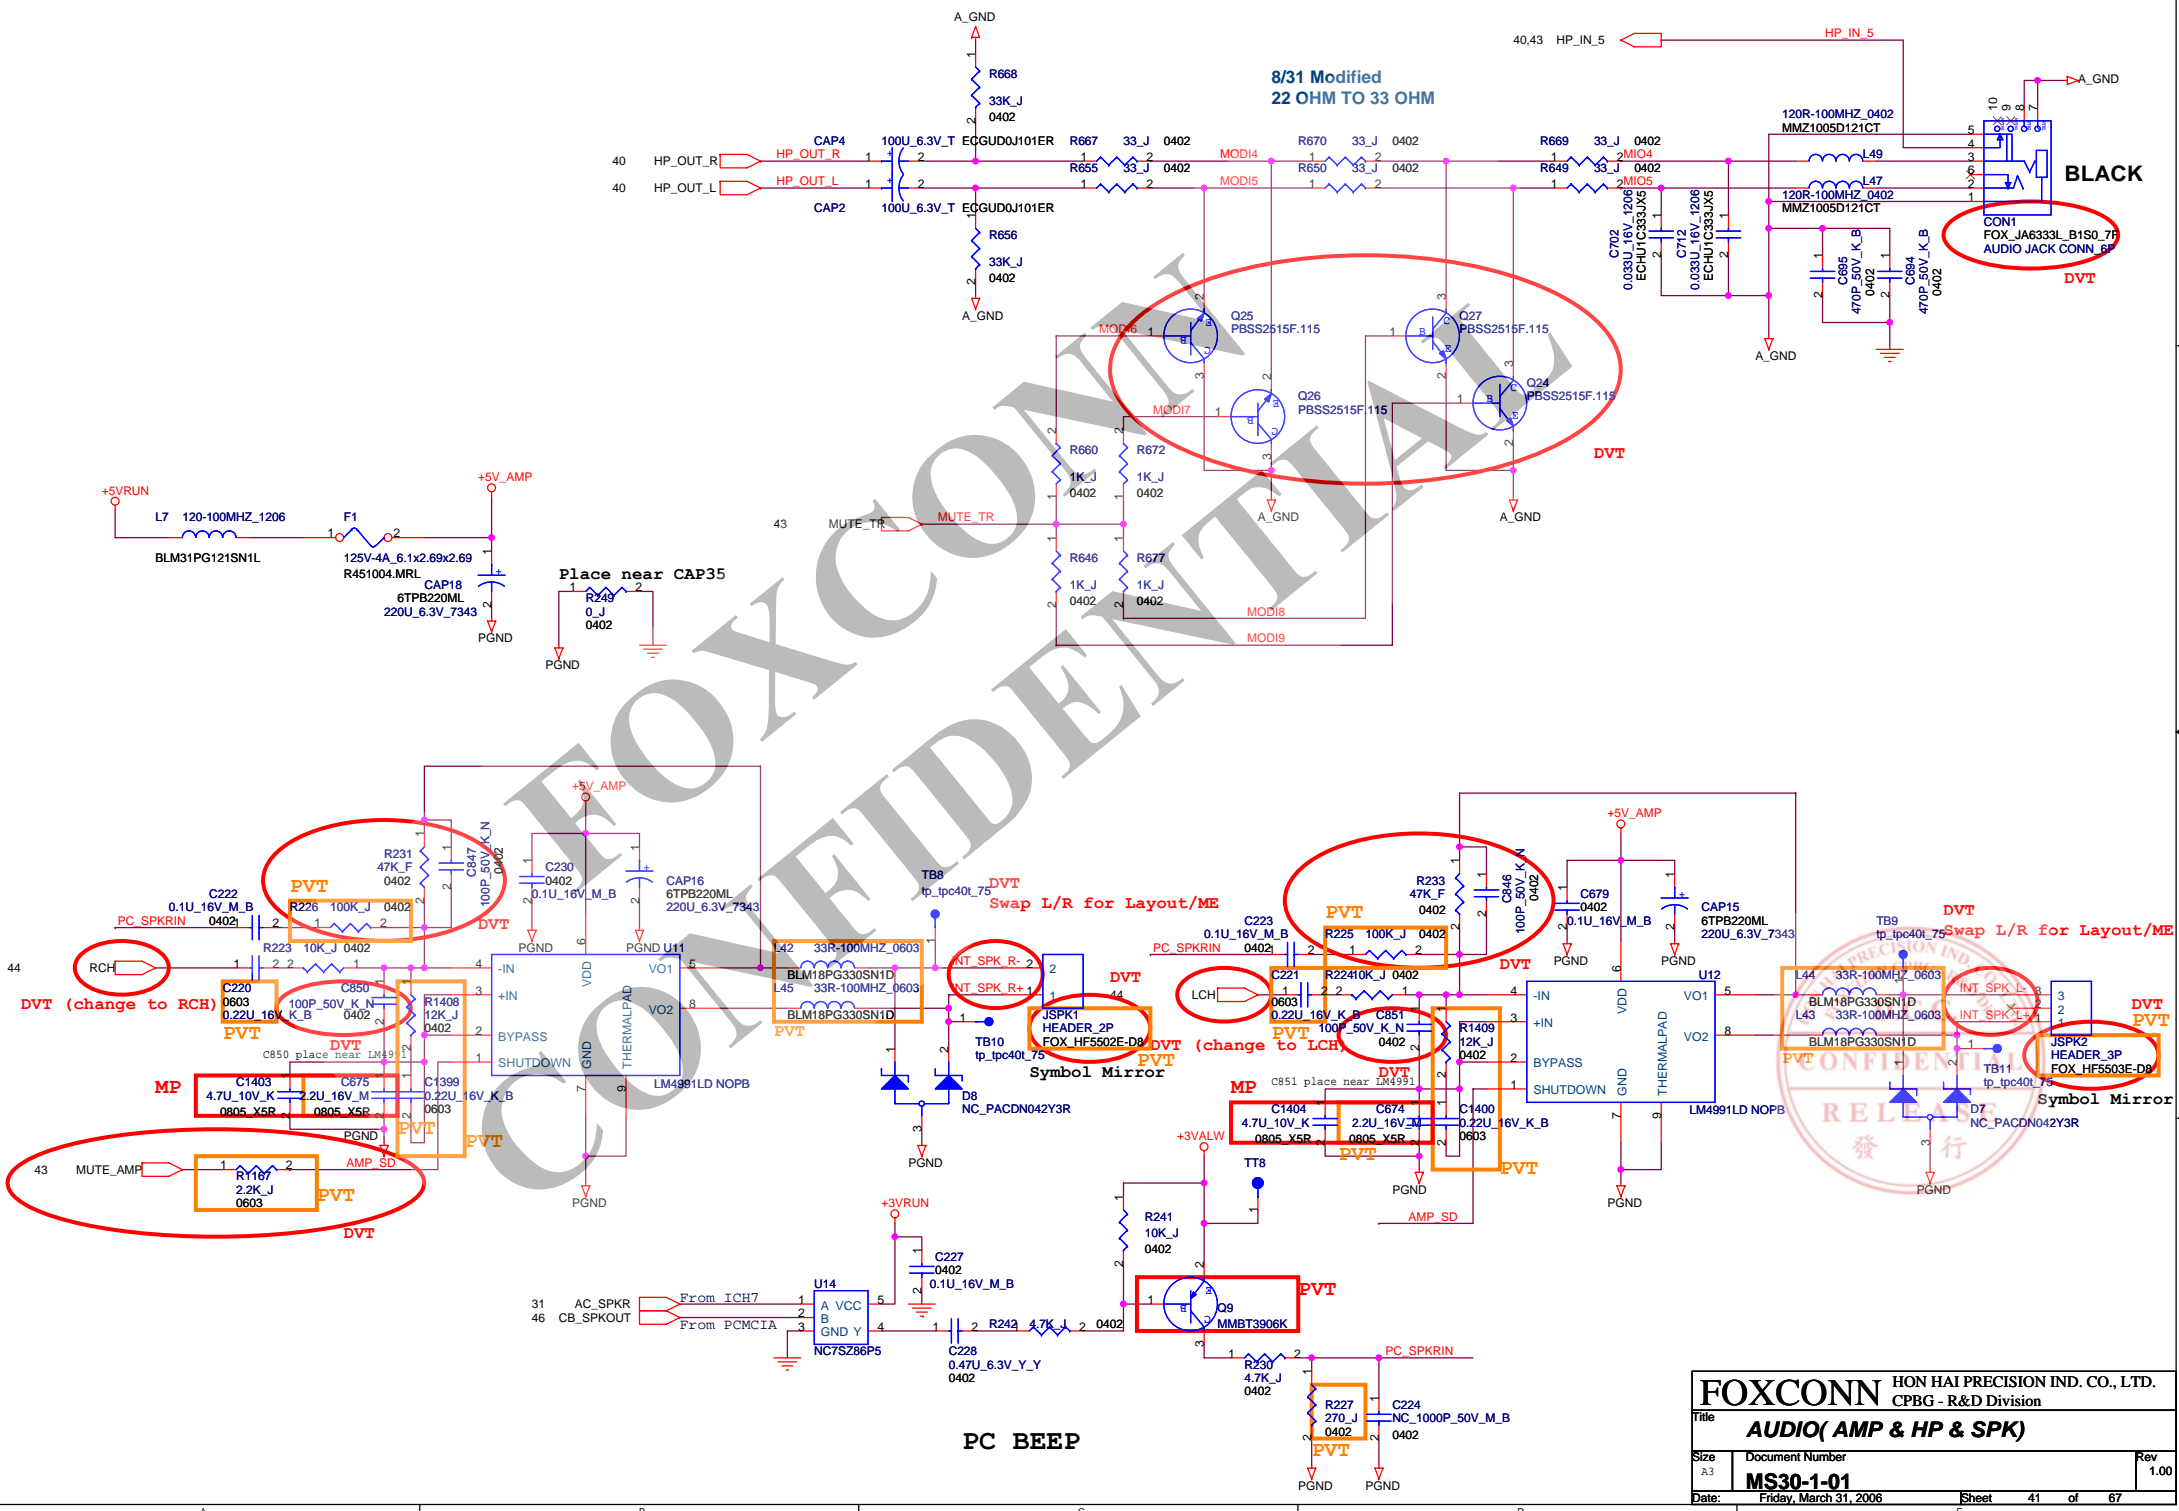 A_GND
R668
33K_J
0402
8/31 Modified
22 OHM TO 33 OHM
40,43 HP_IN_5
HP_IN_5
A_GND
120R-100MHZ_0402
MMZ1005D121CT
CAP4 100U_6.3V_T ECGUD0J101ER
R667 33_J 0402
R670 33_J 0402
R669 33_J 0402
40 HP_OUT_R HP_OUT_R
MODI4
MIO4
L49
40 HP_OUT_L HP_OUT_L
R655 33_J 0402
MODI5
R650 33_J 0402
R649 33_J 0402
MIO5
L47
120R-100MHZ_0402
MMZ1005D121CT
BLACK
CAP2 100U_6.3V_T ECGUD0J101ER
R656
33K_J
0402
A_GND
C702
0.033U_16V_1206
ECHU1C333JX5
C712
0.033U_16V_1206
ECHU1C333JX5
CON1
FOX_JA6333L_B1S0_7F
AUDIO JACK CONN_6P
DVT
C695
470P_50V_K_B
0402
C694
470P_50V_K_B
0402
A_GND
MODI6
Q25
PBSS2515F.115
Q27
PBSS2515F.115
Q26
PBSS2515F.115
Q24
PBSS2515F.115
MODI7
DVT
R660
1K_J
0402
R672
1K_J
0402
A_GND
A_GND
43 MUTE_TR MUTE_TR
R646
1K_J
0402
R677
1K_J
0402
MODI8
MODI9
+5VRUN
+5V_AMP
L7 120-100MHZ_1206
BLM31PG121SN1L
F1
125V-4A_6.1x2.69x2.69
R451004.MRL
CAP18
6TPB220ML
220U_6.3V_7343
PGND
Place near CAP35
R249
0_J
0402
PGND
FOXCONN
CONFIDENTIAL
+5V_AMP
R231
47K_F
0402
C847
100P_50V_K_N
0402
C230
0402
0.1U_16V_M_B
CAP16
6TPB220ML
220U_6.3V_7343
PGND
PGND
C222
0.1U_16V_M_B
0402
PVT
R226 100K_J 0402
PC_SPKRIN
DVT
R223 10K_J 0402
44 RCH
DVT (change to RCH)
C220
0603
0.22U_16V_K_B
PVT
C850
100P_50V_K_N
0402
DVT
R1408
12K_J
0402
C850 place near LM4991
U11
-IN
+IN
BYPASS
SHUTDOWN
VDD
GND
THERMALPAD
VO1
VO2
LM4991LD NOPB
MP
C1403
4.7U_10V_K
0805_X5R
C675
2.2U_16V_M
0805_X5R
C1399
0.22U_16V_K_B
0603
PGND
PVT
PVT
43 MUTE_AMP
R1167
2.2K_J
0603
AMP_SD
PVT
DVT
PGND
L42 33R-100MHZ_0603
BLM18PG330SN1D
L45 33R-100MHZ_0603
BLM18PG330SN1D
PVT
TB8
tp_tpc40t_75
DVT
Swap L/R for Layout/ME
INT_SPK_R-
INT_SPK_R+
DVT
44
JSPK1
HEADER_2P
FOX_HF5502E-D8
PVT
TB10
tp_tpc40t_75
Symbol Mirror
D8
NC_PACDN042Y3R
PGND
+5V_AMP
R233
47K_F
0402
C846
100P_50V_K_N
0402
C679
0402
0.1U_16V_M_B
CAP15
6TPB220ML
220U_6.3V_7343
PGND
PGND
C223
0.1U_16V_M_B
0402
PVT
R225 100K_J 0402
PC_SPKRIN
DVT
R224 10K_J 0402
LCH
DVT (change to LCH)
C221
0603
0.22U_16V_K_B
PVT
C851
100P_50V_K_N
0402
DVT
R1409
12K_J
0402
C851 place near LM4991
U12
-IN
+IN
BYPASS
SHUTDOWN
VDD
GND
THERMALPAD
VO1
VO2
LM4991LD NOPB
MP
C1404
4.7U_10V_K
0805_X5R
C674
2.2U_16V_M
0805_X5R
C1400
0.22U_16V_K_B
0603
PVT
PVT
PGND
AMP_SD
PGND
L44 33R-100MHZ_0603
BLM18PG330SN1D
L43 33R-100MHZ_0603
BLM18PG330SN1D
PVT
TB9
tp_tpc40t_75
DVT
Swap L/R for Layout/ME
INT_SPK_L-
INT_SPK_L+
DVT
PVT
JSPK2
HEADER_3P
FOX_HF5503E-D8
TB11
tp_tpc40t_75
Symbol Mirror
D7
NC_PACDN042Y3R
PGND
CONFIDENTIAL
RELEASE
發 行
+3VALW
TT8
+3VRUN
R241
10K_J
0402
C227
0402
0.1U_16V_M_B
U14
A VCC
B
GND Y
NC7SZ86P5
31 AC_SPKR From ICH7
46 CB_SPKOUT From PCMCIA
C228
0.47U_6.3V_Y_Y
0402
R242 4.7K_J 0402
Q9
MMBT3906K
PVT
R230
4.7K_J
0402
PC_SPKRIN
R227
270_J
0402
PVT
C224
NC_1000P_50V_M_B
0402
PGND
PGND
PC BEEP
FOXCONN HON HAI PRECISION IND. CO., LTD.
CPBG - R&D Division
Title
AUDIO( AMP & HP & SPK)
Size
A3
Document Number
MS30-1-01
Rev
1.00
Date: Friday, March 31, 2006 Sheet 41 of 67